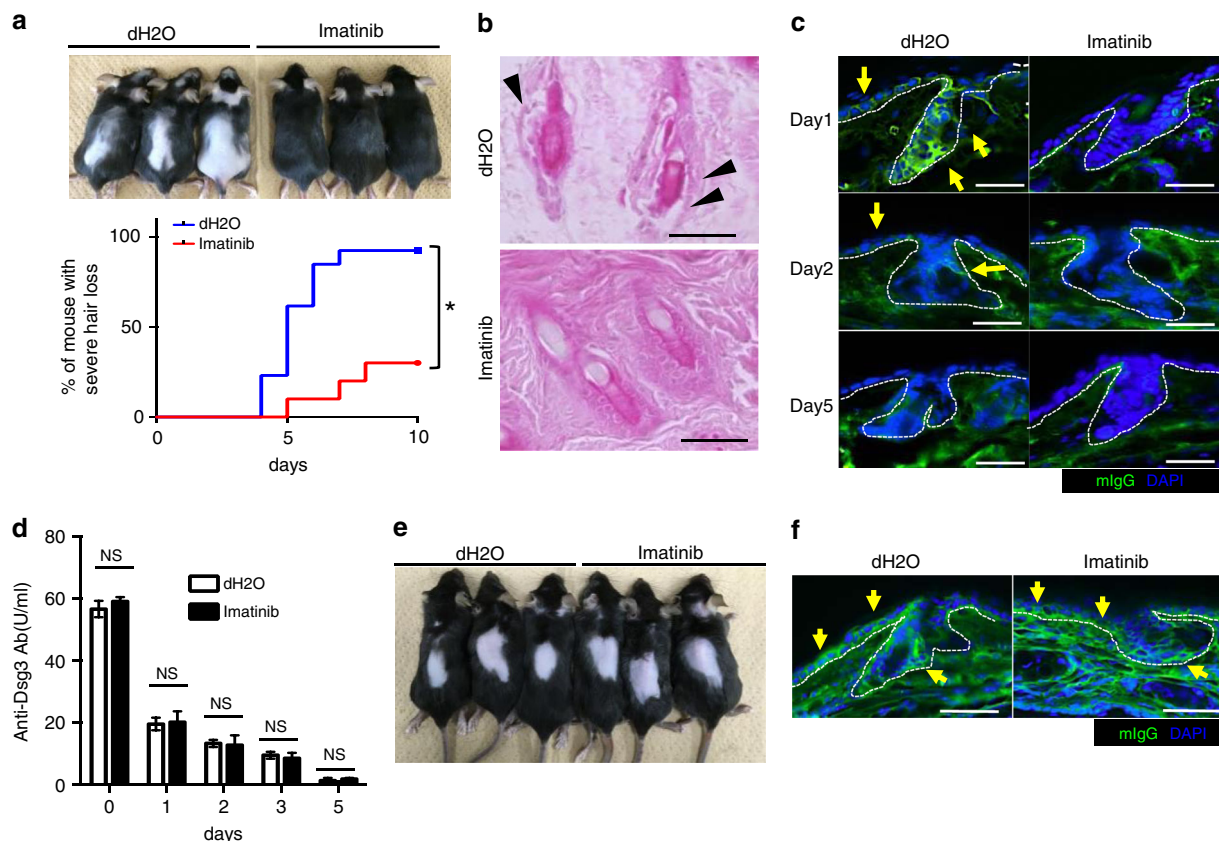 a
dH2O
Imatinib
% of mouse with
severe hair loss
100
50
0
dH2O
Imatinib
*
0
5
10
days
b
dH2O
Imatinib
c
dH2O
Imatinib
Day1
Day2
Day5
mIgG DAPI
d
Anti-Dsg3 Ab(U/ml)
80
60
40
20
0
NS
NS
NS
NS
NS
dH2O
Imatinib
0
1
2
3
5
days
e
dH2O
Imatinib
f
dH2O
Imatinib
mIgG DAPI